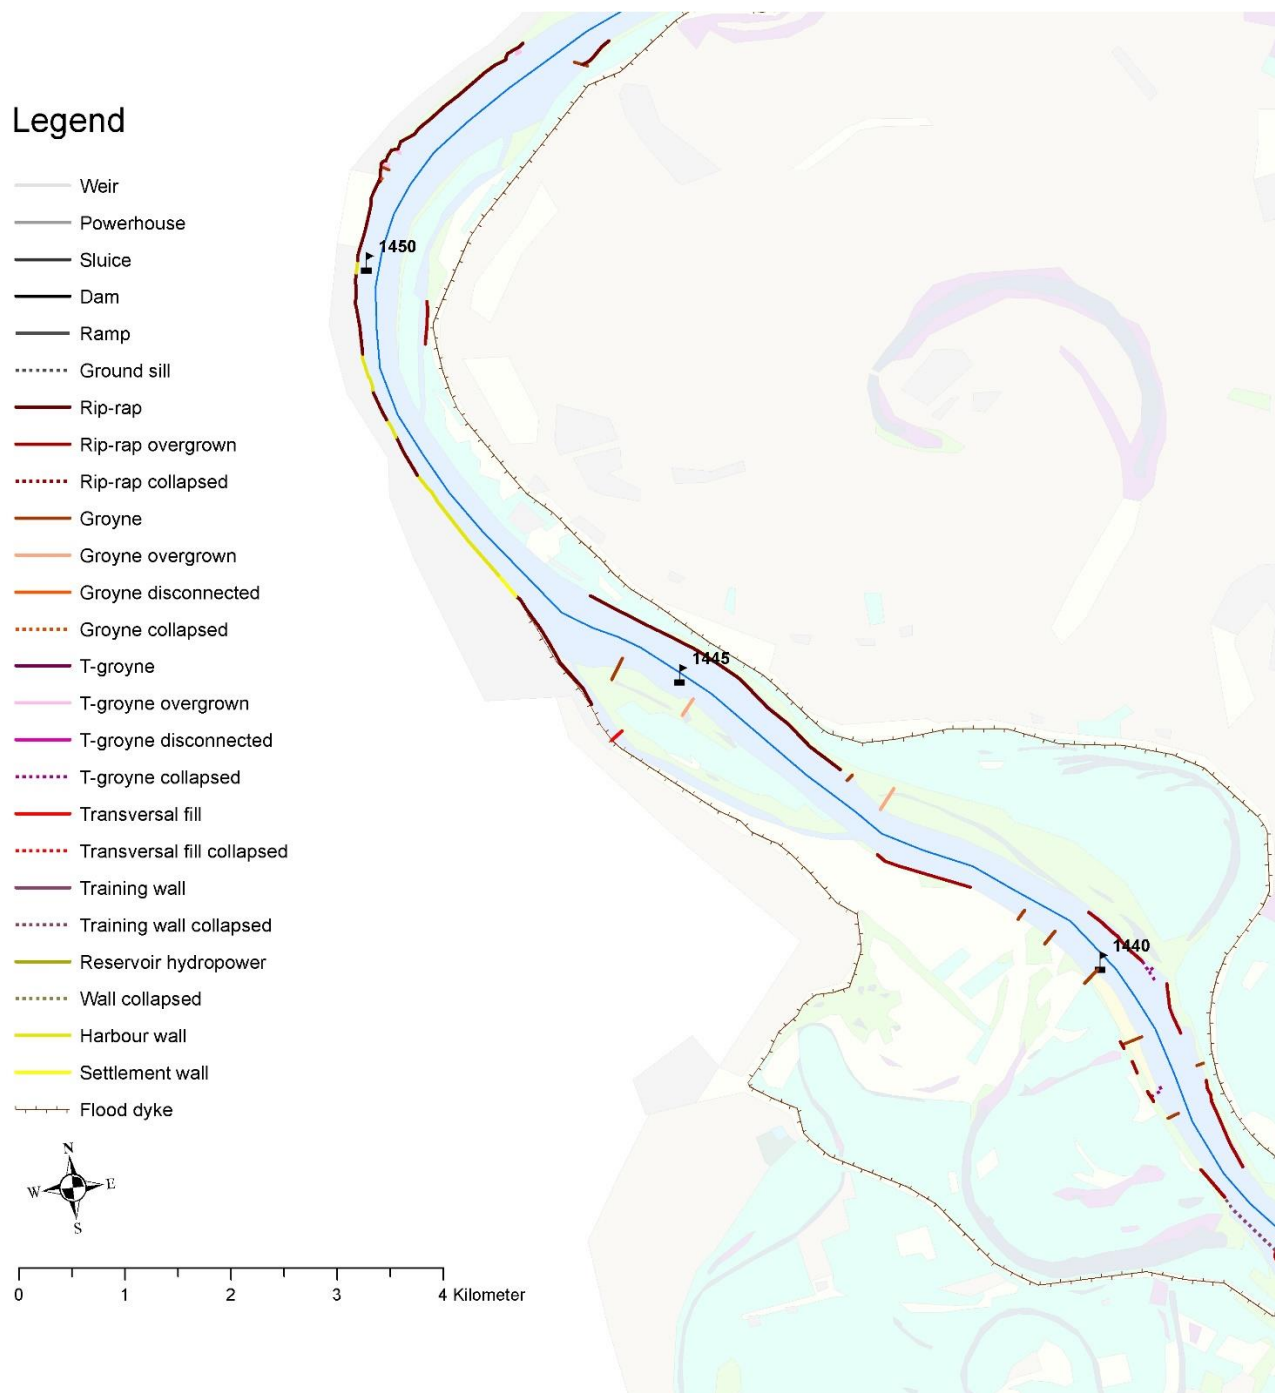 Legend
Weir
Powerhouse
Sluice
Dam
Ramp
Ground sill
Rip-rap
Rip-rap overgrown
Rip-rap collapsed
Groyne
Groyne overgrown
Groyne disconnected
Groyne collapsed
T-groyne
T-groyne overgrown
T-groyne disconnected
T-groyne collapsed
Transversal fill
Transversal fill collapsed
Training wall
Training wall collapsed
Reservoir hydropower
Wall collapsed
Harbour wall
Settlement wall
Flood dyke
N
W E
S
0 1 2 3 4 Kilometer
1450
1445
1440